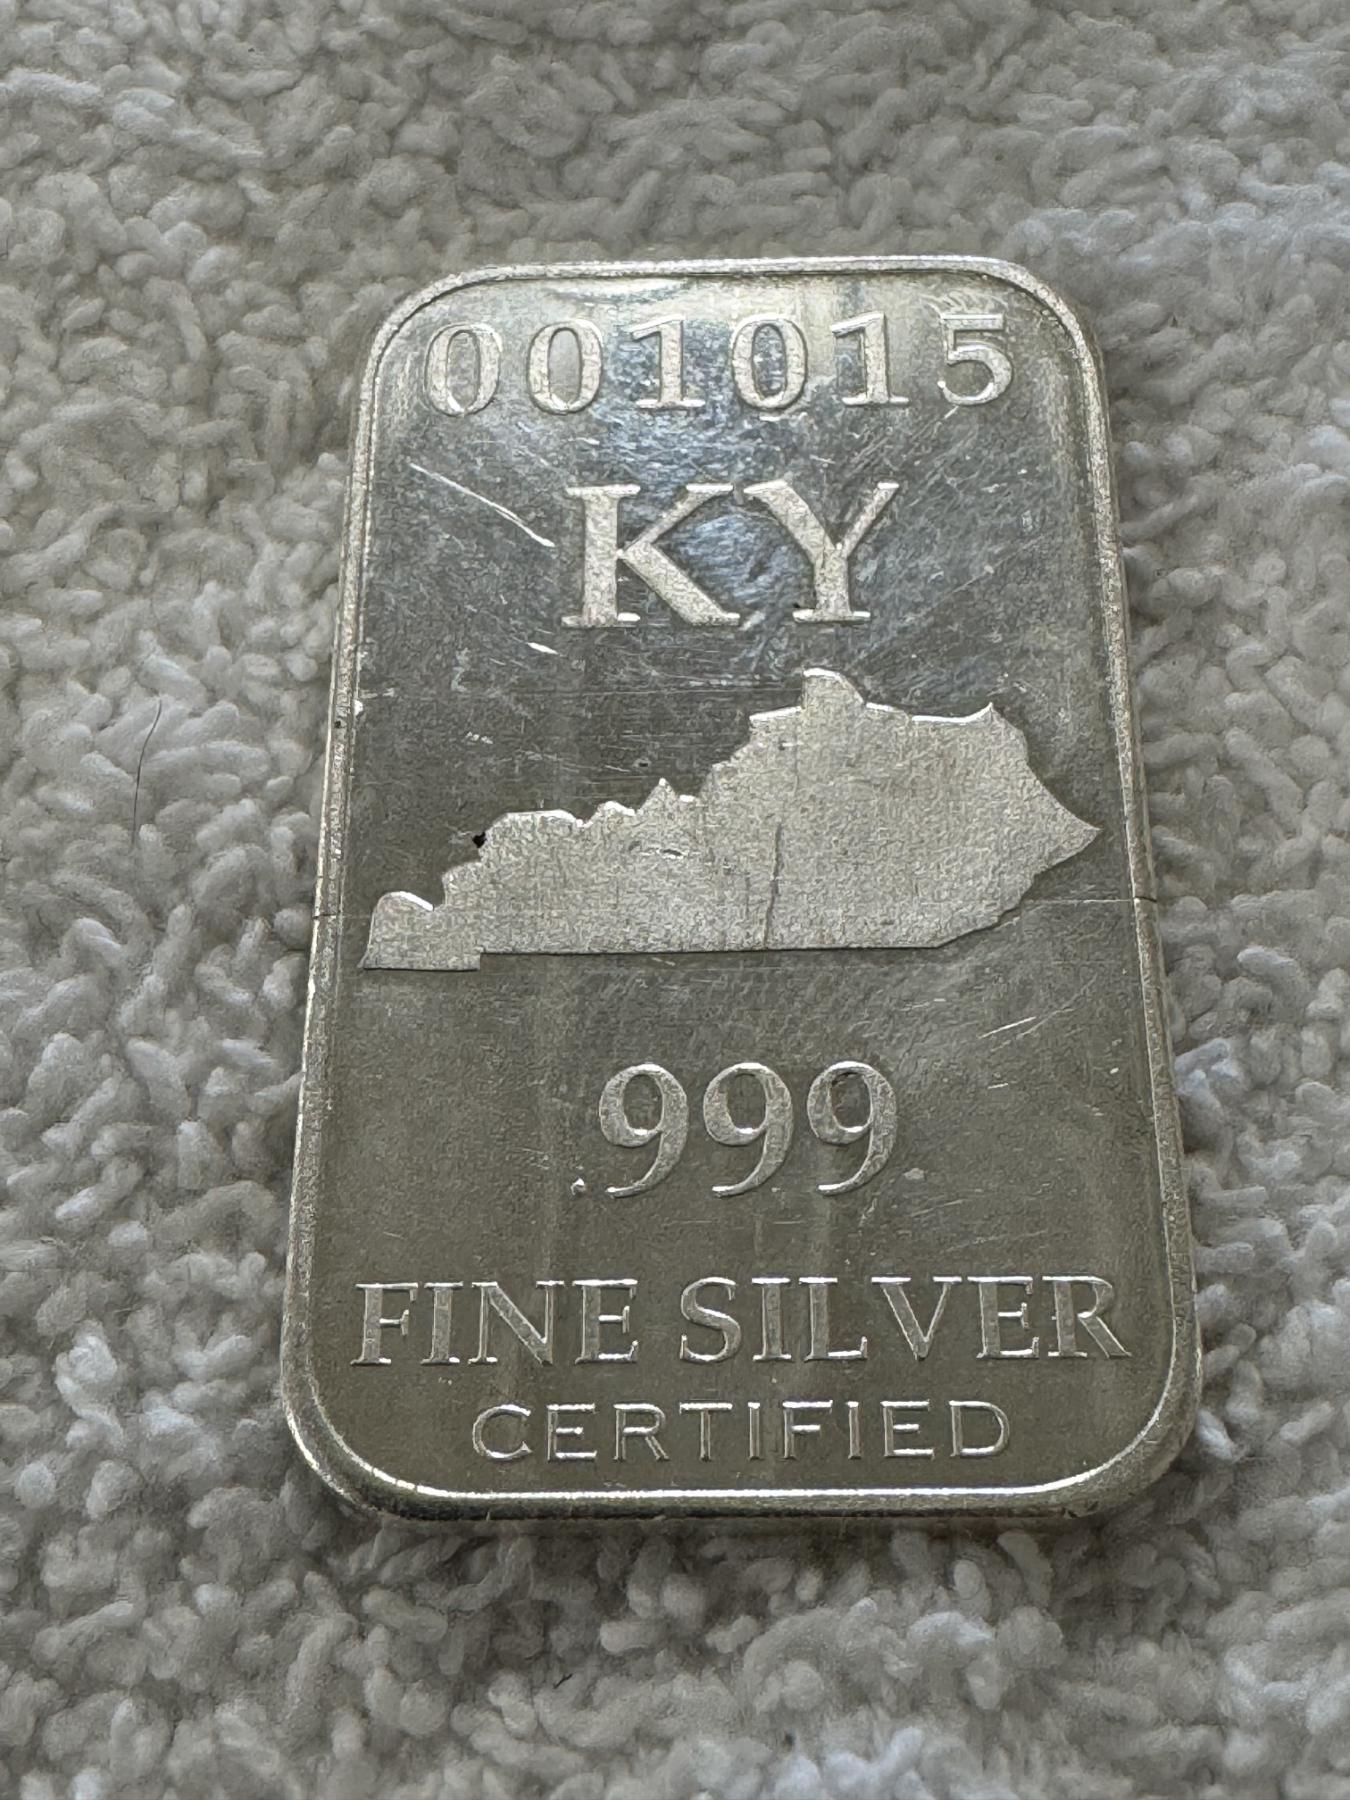 001015
KY
.999
FINE SILVER
CERTIFIED